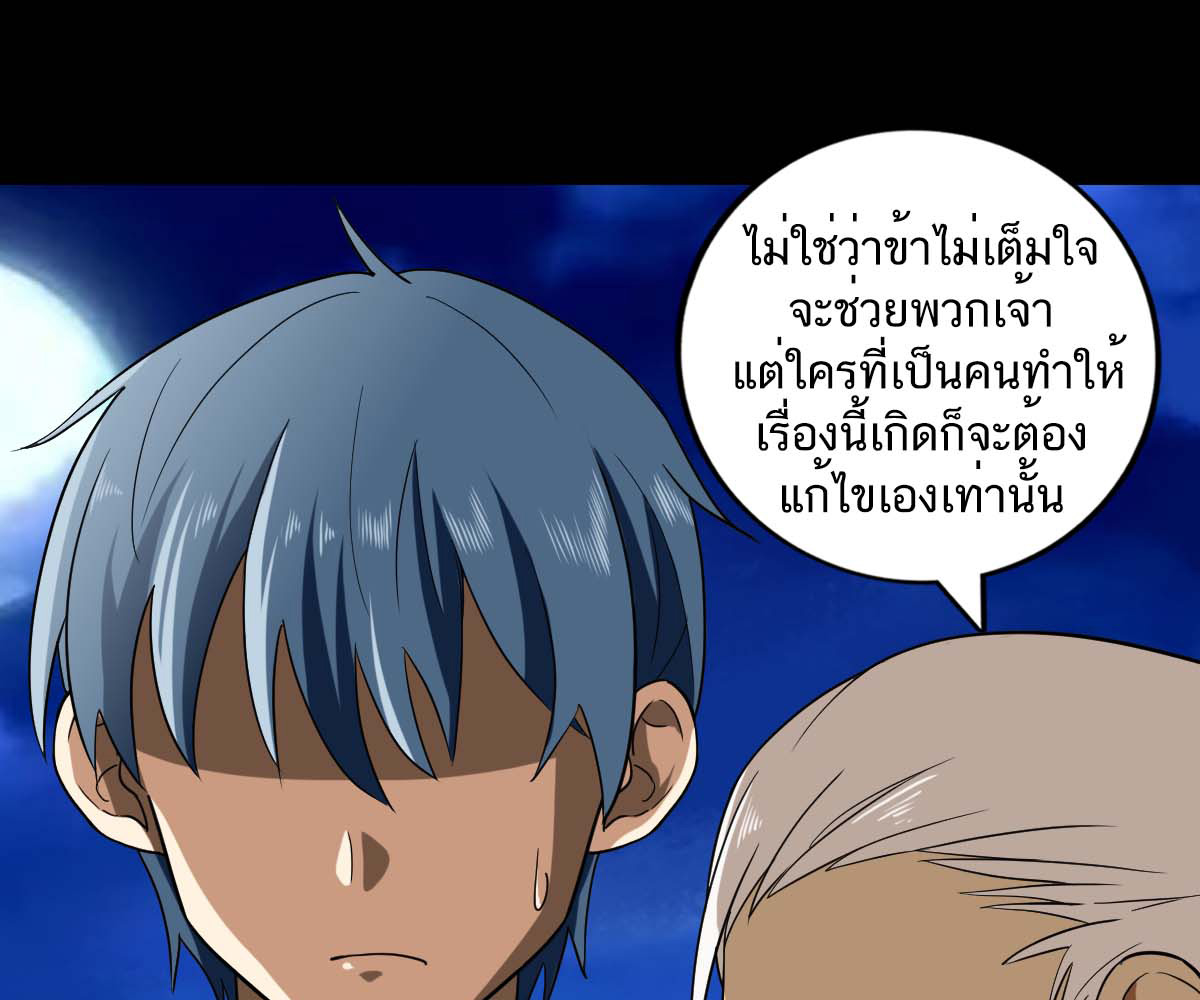 ไม่ใช่ว่าข้าไม่เต็มใจ
จะช่วยพวกเจ้า
แต่ใครที่เป็นคนทำให้
เรื่องนี้เกิดก็จะต้อง
แก้ไขเองเท่านั้น